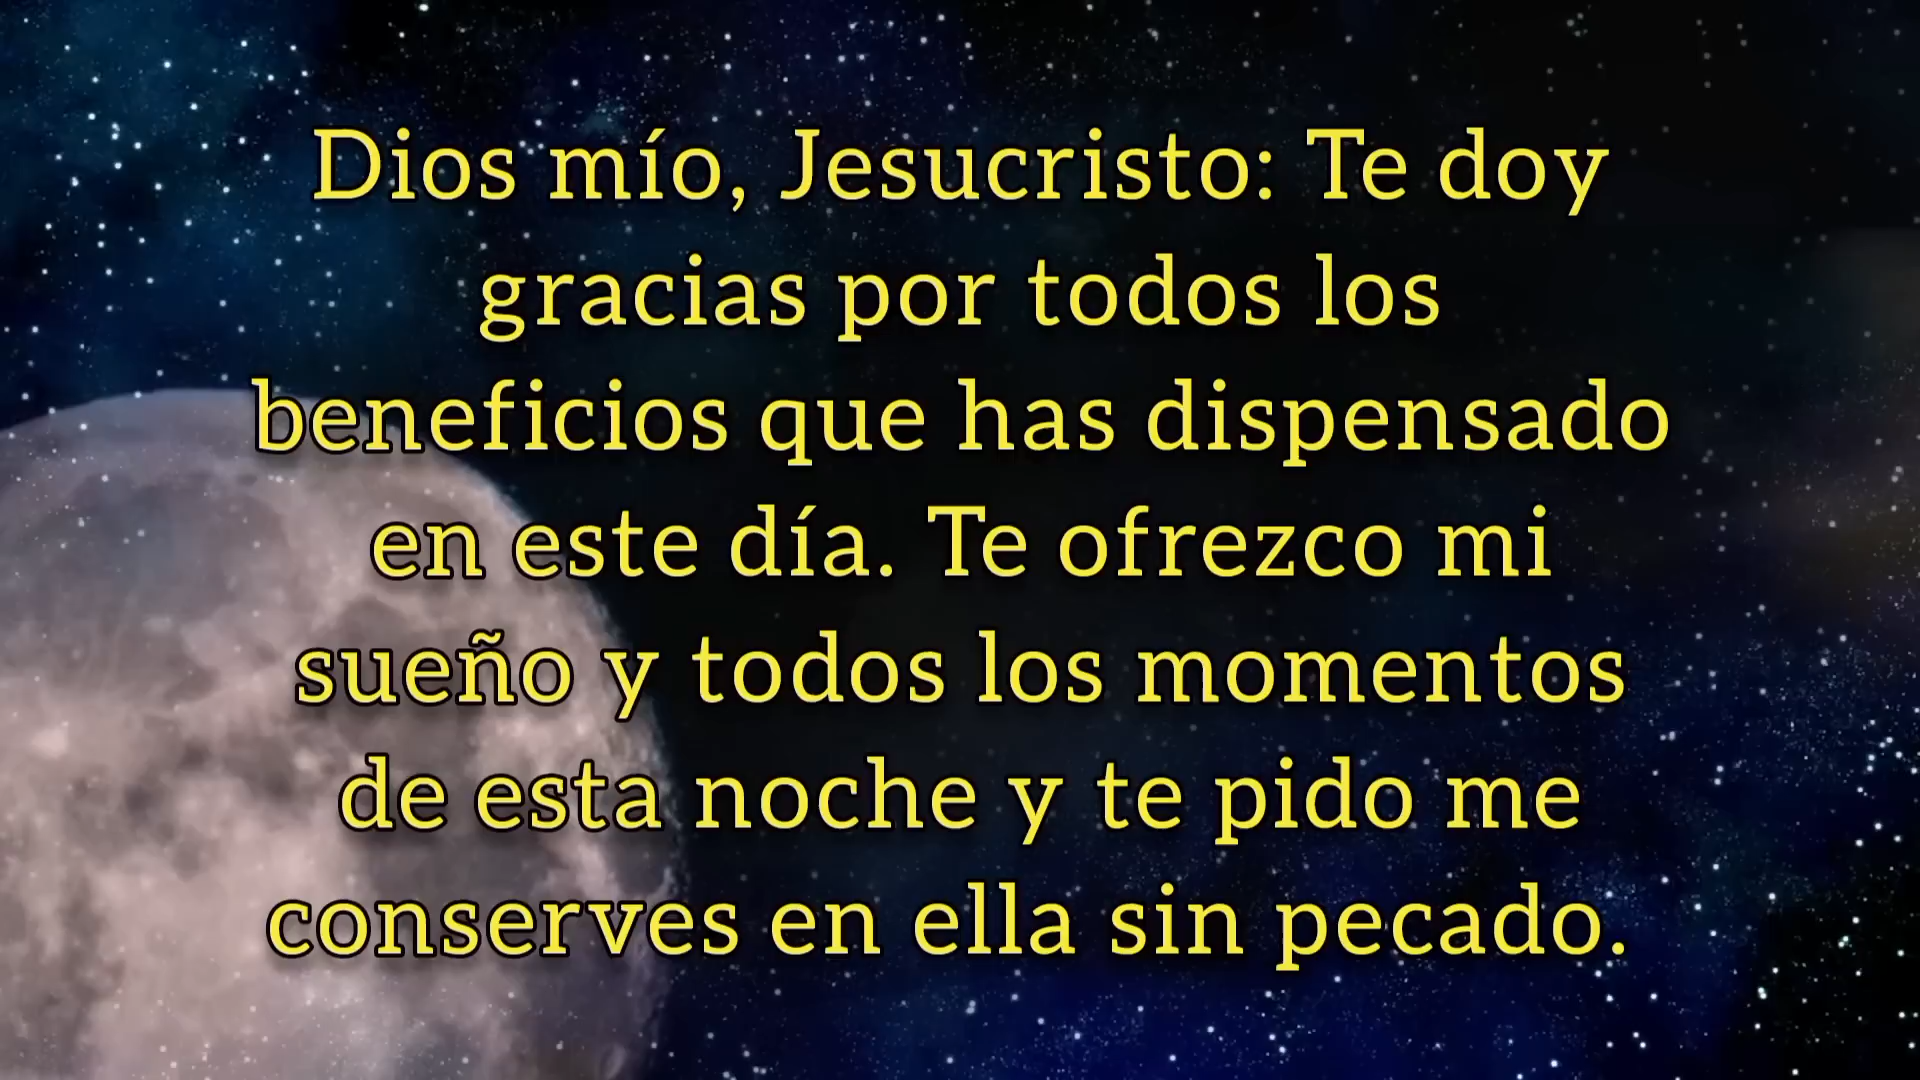 Dios mío, Jesucristo: Te doy
gracias por todos los
beneficios que has dispensado
en este día. Te ofrezco mi
sueño y todos los momentos
de esta noche y te pido me
conserves en ella sin pecado.